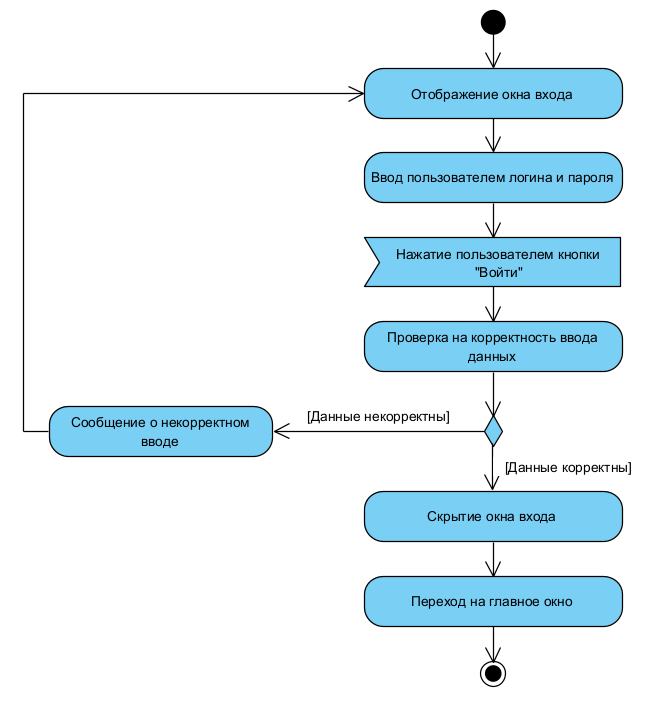 Отображение окна входа
Ввод пользователем логина и пароля
Нажатие пользователем кнопки
"Войти"
Проверка на корректность ввода
данных
[Данные некорректны]
Сообщение о некорректном
вводе
[Данные корректны]
Скрытие окна входа
Переход на главное окно